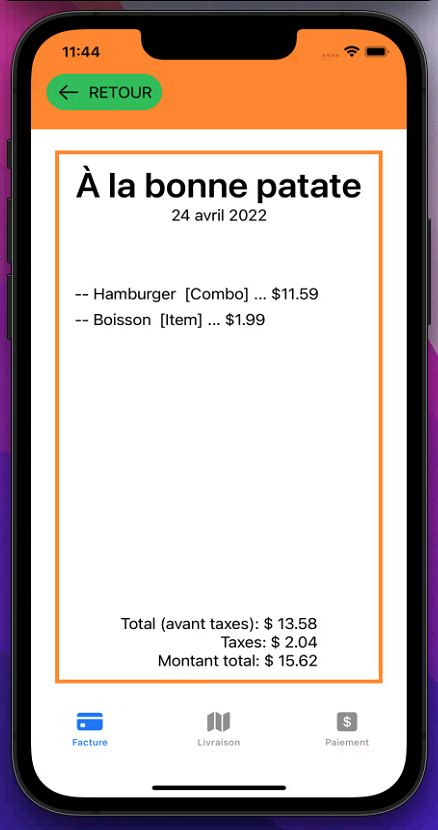 11:44
← RETOUR
À la bonne patate
24 avril 2022
-- Hamburger [Combo] ... $11.59
-- Boisson [Item] ... $1.99
Total (avant taxes): $ 13.58
Taxes: $ 2.04
Montant total: $ 15.62
$
Facture
Livraison
Paiement